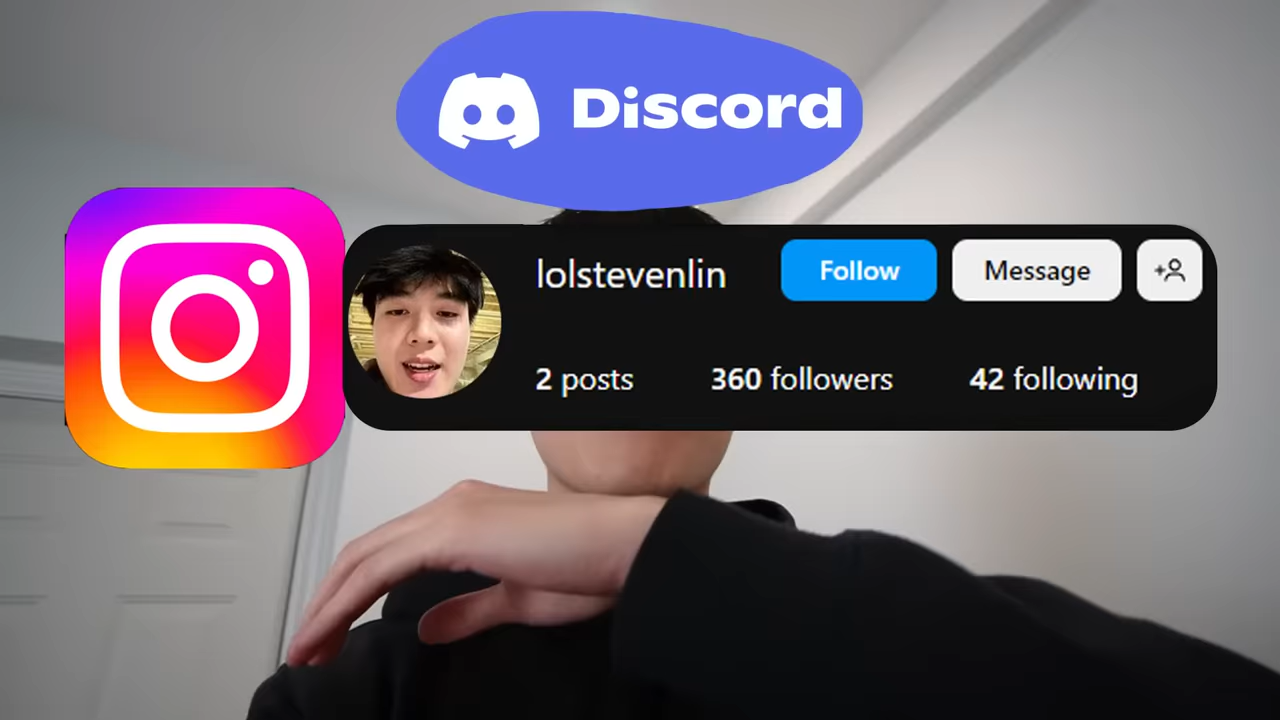 Discord
lolstevenlin
Follow
Message
2 posts
360 followers
42 following